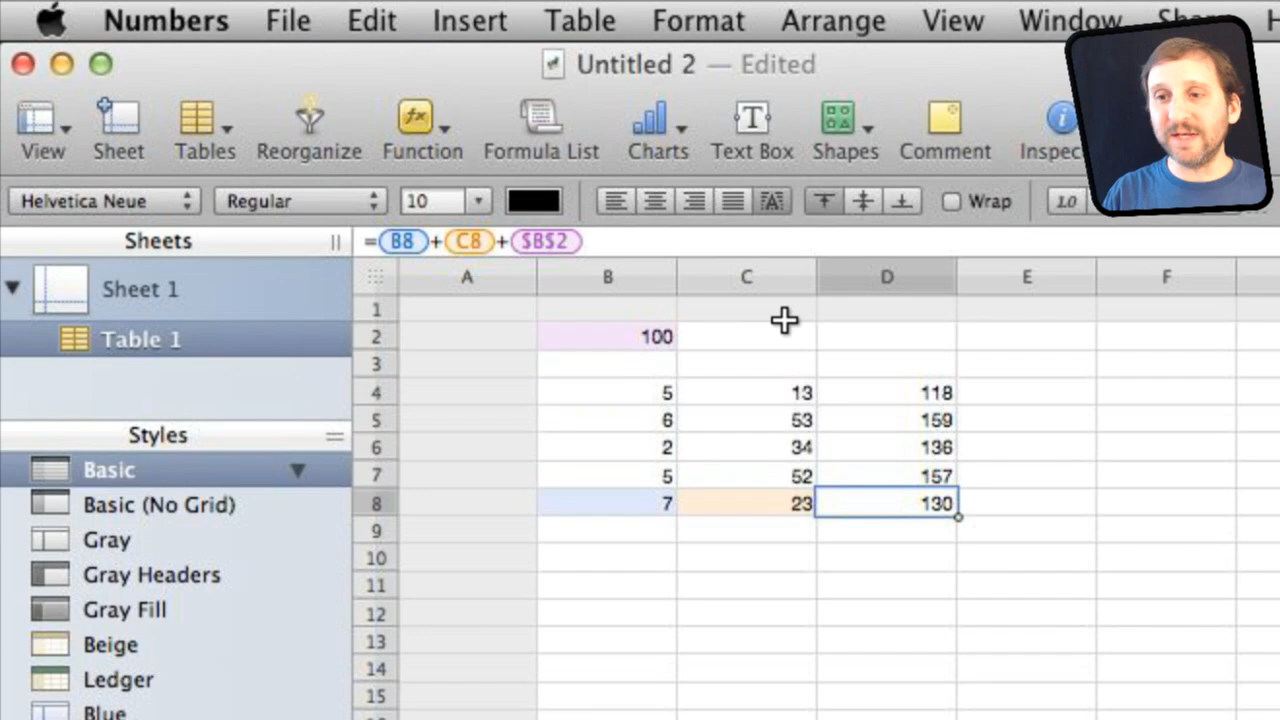 Numbers File Edit Insert Table Format Arrange View Window
Untitled 2 — Edited
View Sheet Tables Reorganize Function Formula List Charts Text Box Shapes Comment Inspec
Helvetica Neue Regular 10 Wrap 1.0
Sheets =B8+C8+$B$2
A B C D E F
Sheet 1
Table 1
1
2 100
3
4 5 13 118
5 6 53 159
6 2 34 136
7 5 52 157
8 7 23 130
9
10
11
12
13
14
15
Styles
Basic
Basic (No Grid)
Gray
Gray Headers
Gray Fill
Beige
Ledger
Blue